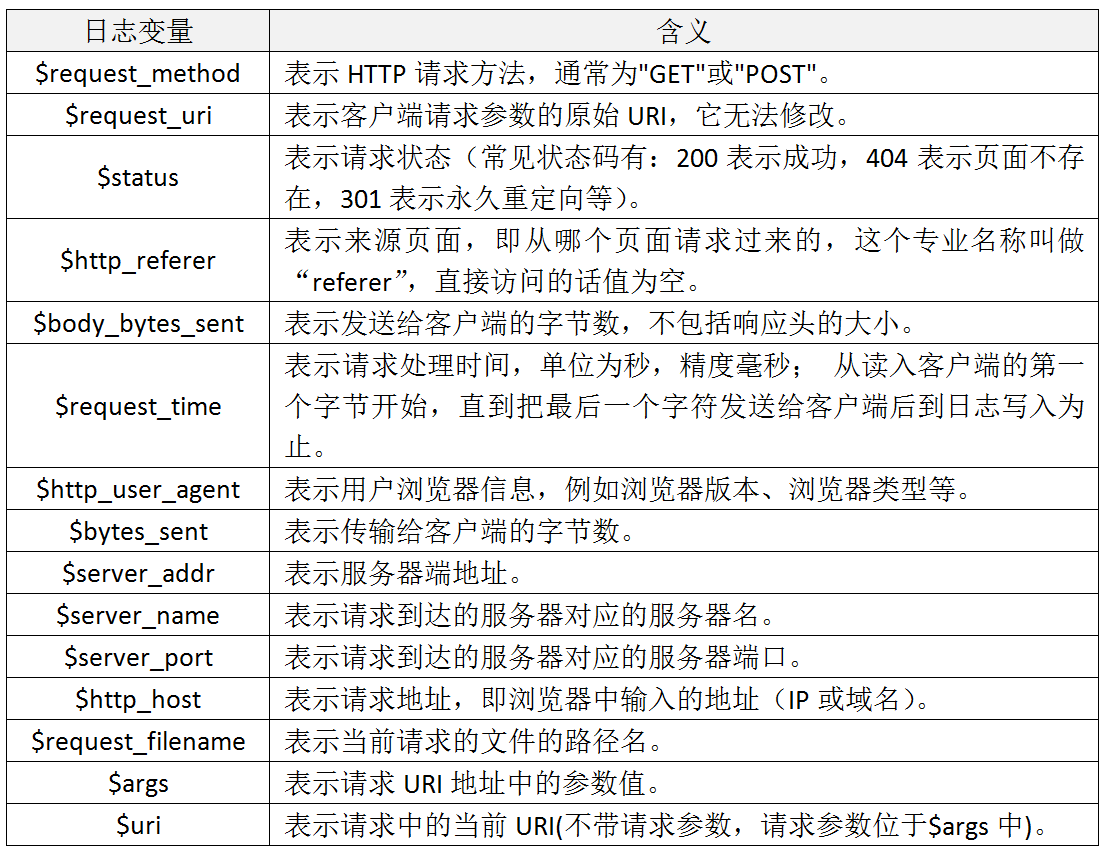 日志变量 含义
$request_method 表示 HTTP 请求方法，通常为"GET"或"POST"。
$request_uri 表示客户端请求参数的原始 URI，它无法修改。
$status 表示请求状态（常见状态码有：200 表示成功，404 表示页面不存
在，301 表示永久重定向等）。
$http_referer 表示来源页面，即从哪个页面请求过来的，这个专业名称叫做
“referer”，直接访问的话值为空。
$body_bytes_sent 表示发送给客户端的字节数，不包括响应头的大小。
$request_time 表示请求处理时间，单位为秒，精度毫秒； 从读入客户端的第一
个字节开始，直到把最后一个字符发送给客户端后到日志写入为
止。
$http_user_agent 表示用户浏览器信息，例如浏览器版本、浏览器类型等。
$bytes_sent 表示传输给客户端的字节数。
$server_addr 表示服务器端地址。
$server_name 表示请求到达的服务器对应的服务器名。
$server_port 表示请求到达的服务器对应的服务器端口。
$http_host 表示请求地址，即浏览器中输入的地址（IP 或域名）。
$request_filename 表示当前请求的文件的路径名。
$args 表示请求 URI 地址中的参数值。
$uri 表示请求中的当前 URI(不带请求参数，请求参数位于$args 中)。